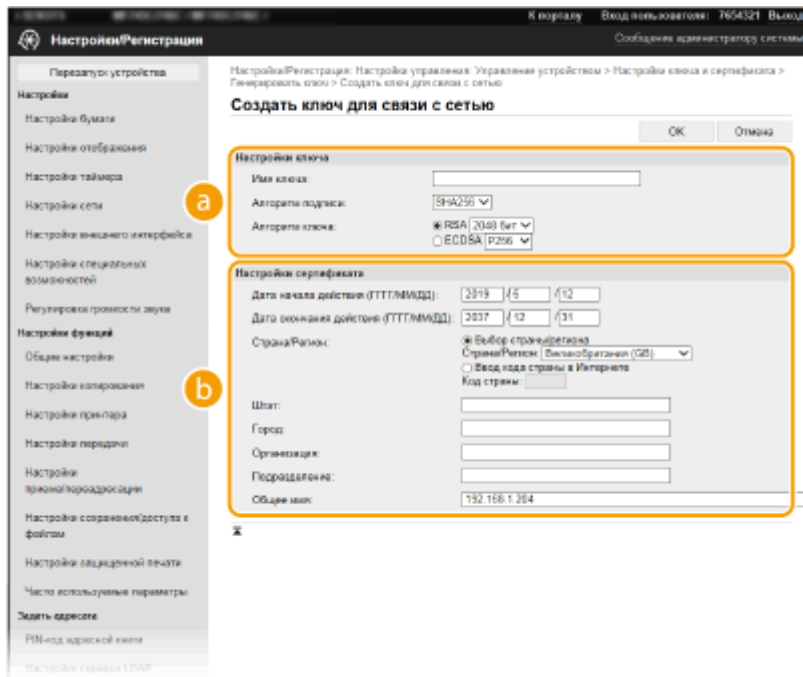 К порталу Вход пользователя: 7654321 Выход
Настройки/Регистрация
Сообщение администратору системы
Перезапуск устройства
Настройки
Настройки бумаги
Настройки отображения
Настройки таймера
Настройки сети
Настройки внешнего интерфейса
Настройки специальных
возможностей
Регулировка громкости звука
Настройки функций
Общие настройки
Настройки копирования
Настройки принтера
Настройки передачи
Настройки
приема/переадресации
Настройки сохранения/доступа к
файлам
Настройки защищенной печати
Часто используемые параметры
Задать адресата
PIN-код адресной книги
Настройки сервера LDAP
Настройки/Регистрация: Настройки управления: Управление устройством > Настройки ключа и сертификата >
Генерировать ключ > Создать ключ для связи с сетью
Создать ключ для связи с сетью
OK Отмена
a
Настройки ключа
Имя ключа:
Алгоритм подписи: SHA256
Алгоритм ключа: RSA 2048 бит
ECDSA P256
b
Настройки сертификата
Дата начала действия (ГГГГ/ММ/ДД): 2019 / 5 / 12
Дата окончания действия (ГГГГ/ММ/ДД): 2037 / 12 / 31
Страна/Регион: Выбор страны/региона
Страна/Регион: Великобритания (GB)
Ввод кода страны в Интернете
Код страны:
Штат:
Город:
Организация:
Подразделение:
Общее имя: 192.168.1.204